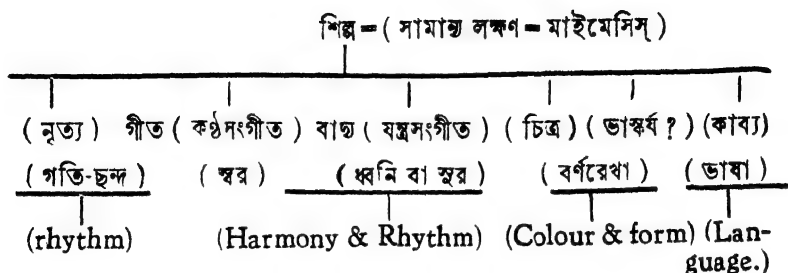 শিল্প=( সামান্য লক্ষণ=মাইমেসিস্ )
( নৃত্য ) গীত ( কণ্ঠসংগীত ) বাদ্য ( যন্ত্রসংগীত ) ( চিত্র ) ( ভাস্কর্য ? ) (কাব্য)
( গতি-ছন্দ ) ( স্বর ) ( ধ্বনি বা সুর ) ( বর্ণরেখা ) ( ভাষা )
(rhythm) (Harmony & Rhythm) (Colour & form) (Lan-
guage.)